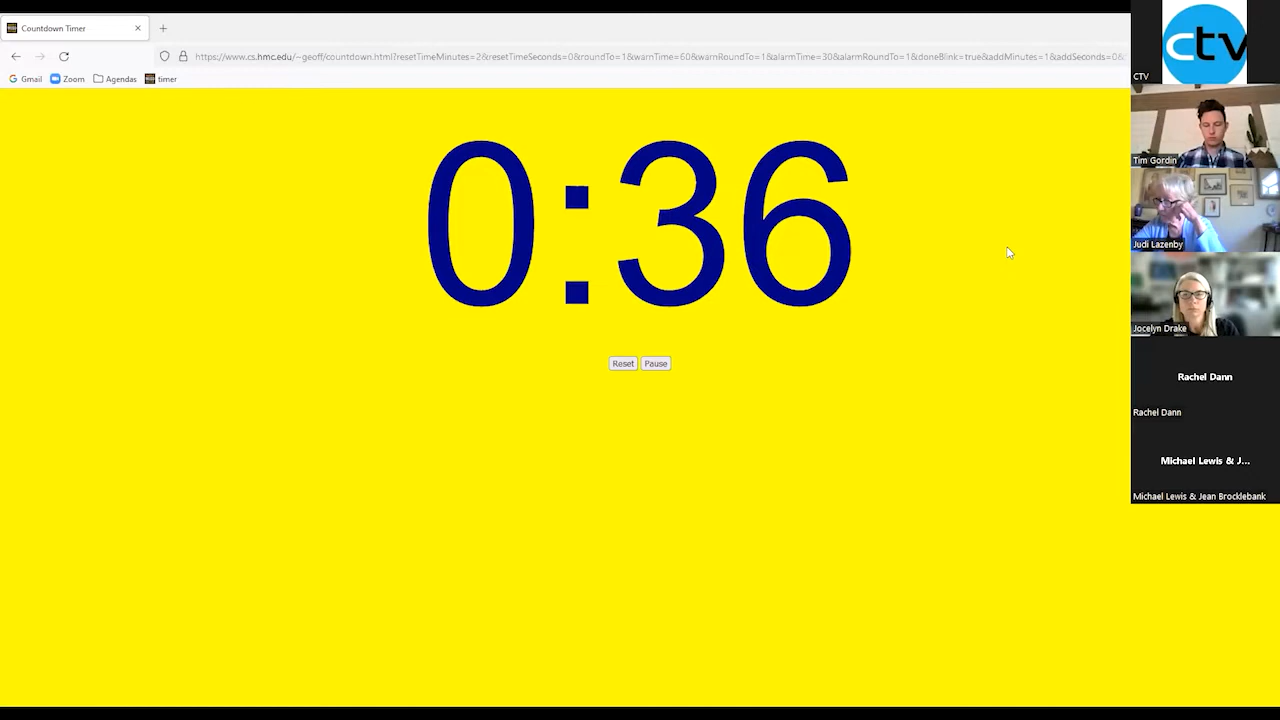 Countdown Timer
https://www.cs.hmc.edu/~geoff/countdown.html?resetTimeMinutes=2&resetTimeSeconds=0&roundTo=1&warnTime=60&warnRoundTo=1&alarmTime=30&alarmRoundTo=1&doneBlink=true&addMinutes=1&addSeconds=0&
Gmail
Zoom
Agendas
timer
0:36
Reset
Pause
ctv
CTV
Tim Gordin
Judi Lazenby
Jocelyn Drake
Rachel Dann
Rachel Dann
Michael Lewis & J...
Michael Lewis & Jean Brocklebank